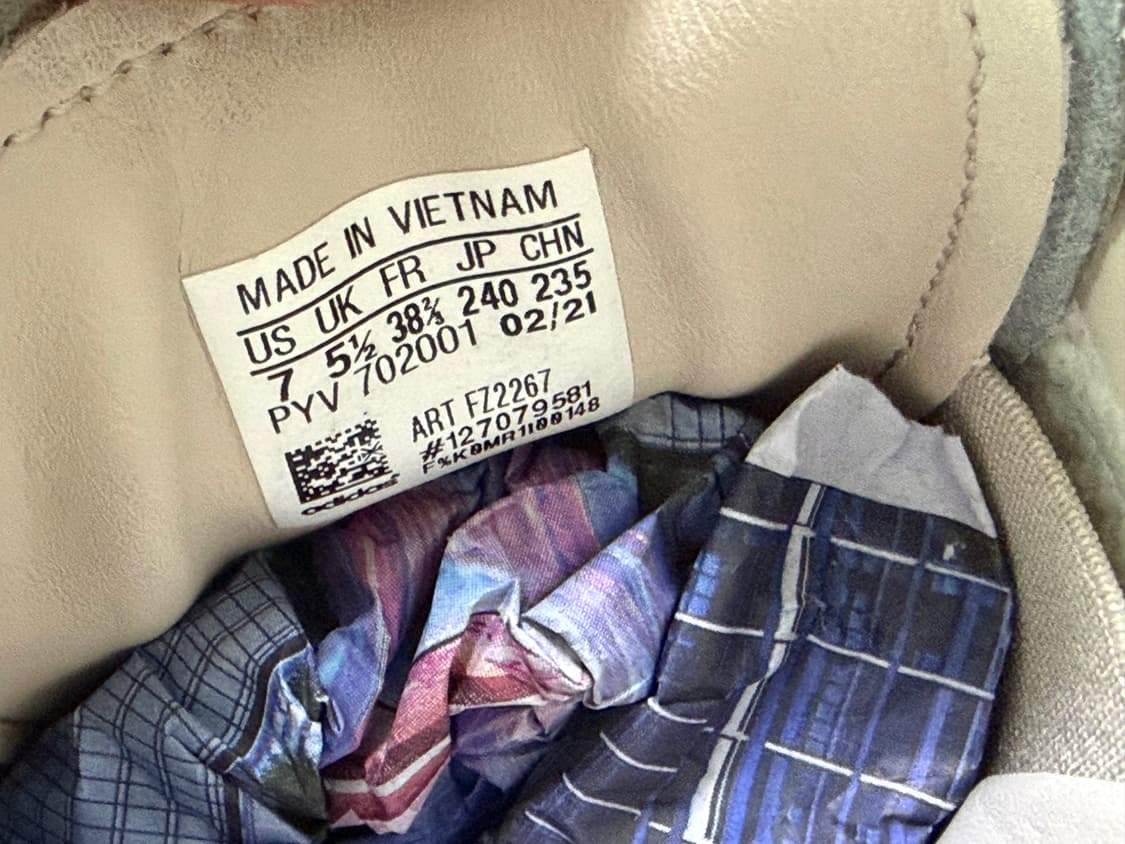 MADE IN VIETNAM
US UK FR JP CHN
7 5½ 38⅔ 240 235
PYV 702001 02/21
ART FZ2267
#127079581
F%K0MR1I00148
adidas